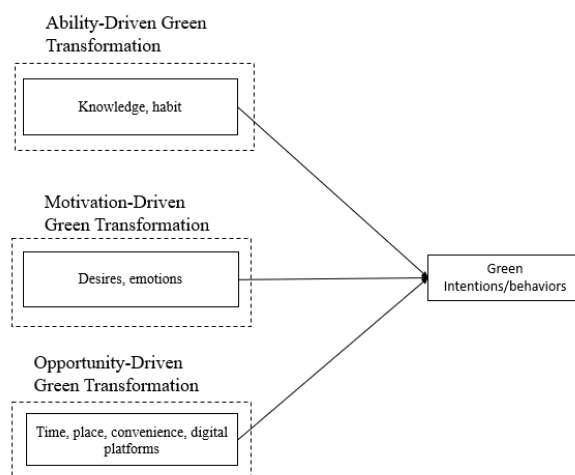 Ability-Driven Green
Transformation
Knowledge, habit
Motivation-Driven
Green Transformation
Desires, emotions
Green
Intentions/behaviors
Opportunity-Driven
Green Transformation
Time, place, convenience, digital
platforms